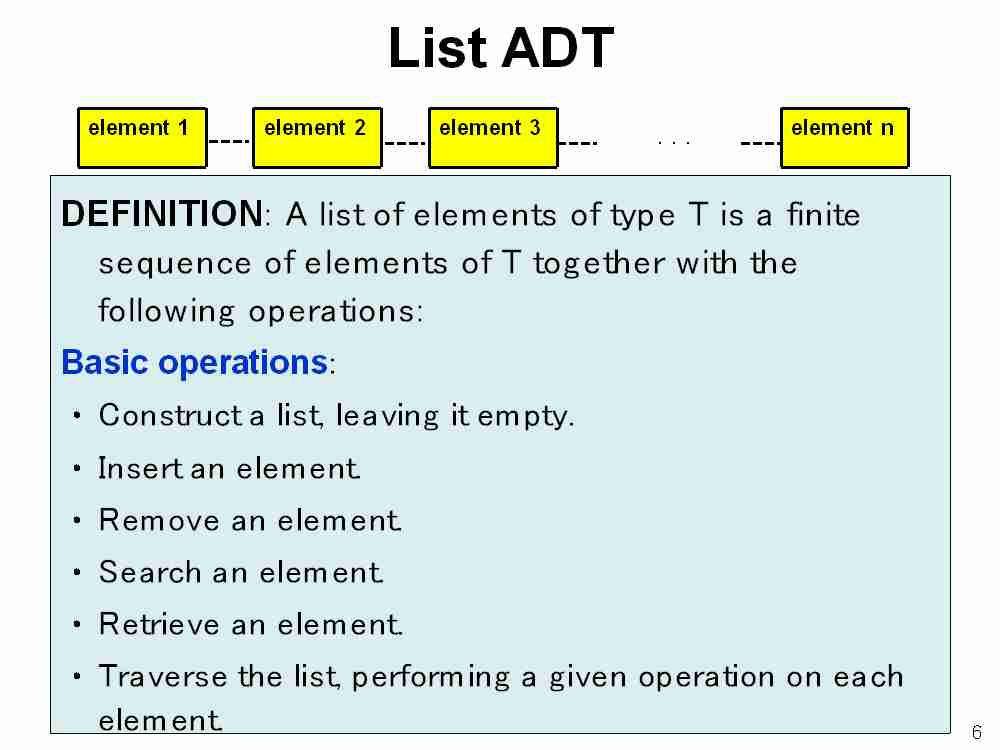 List ADT
element 1 element 2 element 3 . . . element n
DEFINITION: A list of elements of type T is a finite
sequence of elements of T together with the
following operations:
Basic operations:
• Construct a list, leaving it empty.
• Insert an element.
• Remove an element.
• Search an element.
• Retrieve an element.
• Traverse the list, performing a given operation on each
element.
6